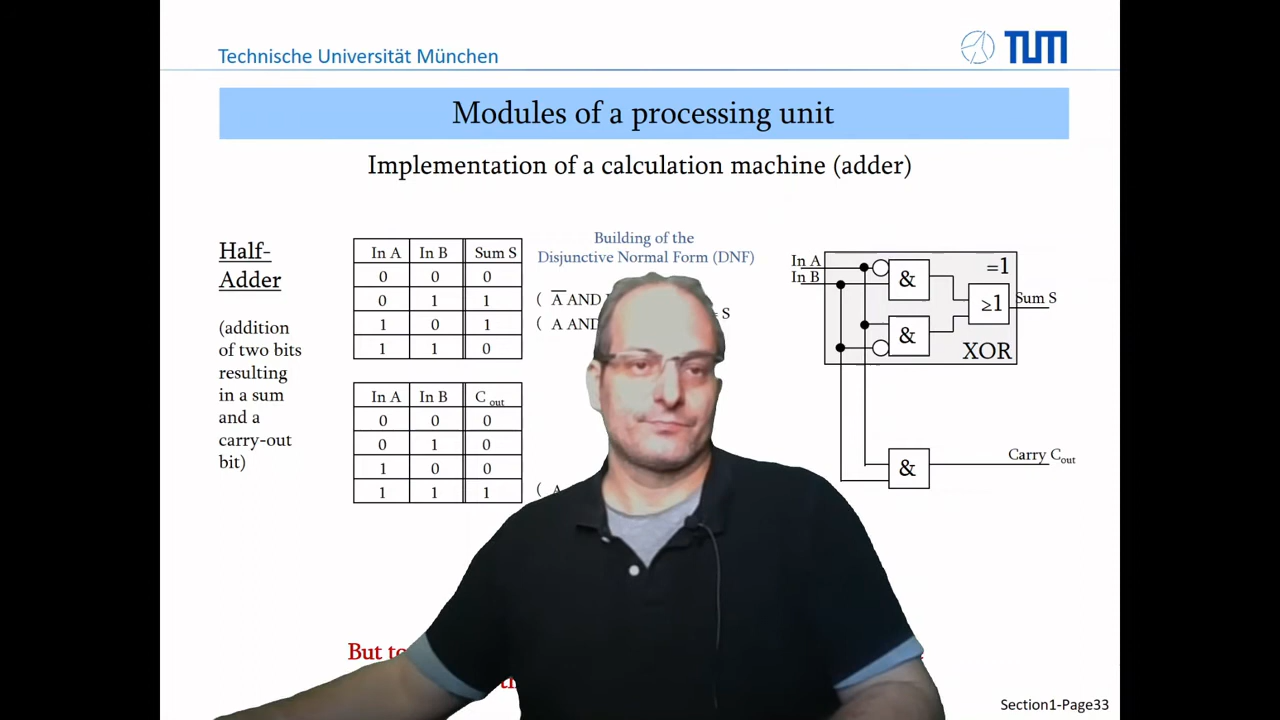 Technische Universität München
TUM
Modules of a processing unit
Implementation of a calculation machine (adder)
Half-
Adder
(addition
of two bits
resulting
in a sum
and a
carry-out
bit)
In A In B Sum S
0 0 0
0 1 1
1 0 1
1 1 0
In A In B C out
0 0 0
0 1 0
1 0 0
1 1 1
Building of the
Disjunctive Normal Form (DNF)
( A̅ AND
S
( A AND
( A
In A
In B
&
=1
≥1
Sum S
&
XOR
&
Carry Cout
But
Section1-Page33